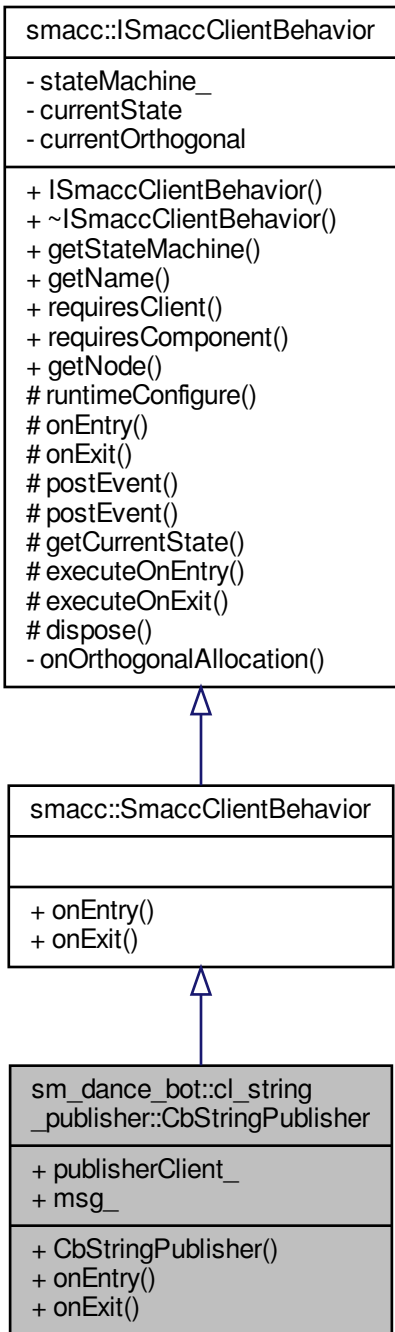 smacc::ISmaccClientBehavior
- stateMachine_
- currentState
- currentOrthogonal
+ ISmaccClientBehavior()
+ ~ISmaccClientBehavior()
+ getStateMachine()
+ getName()
+ requiresClient()
+ requiresComponent()
+ getNode()
# runtimeConfigure()
# onEntry()
# onExit()
# postEvent()
# postEvent()
# getCurrentState()
# executeOnEntry()
# executeOnExit()
# dispose()
- onOrthogonalAllocation()
smacc::SmaccClientBehavior
+ onEntry()
+ onExit()
sm_dance_bot::cl_string
_publisher::CbStringPublisher
+ publisherClient_
+ msg_
+ CbStringPublisher()
+ onEntry()
+ onExit()